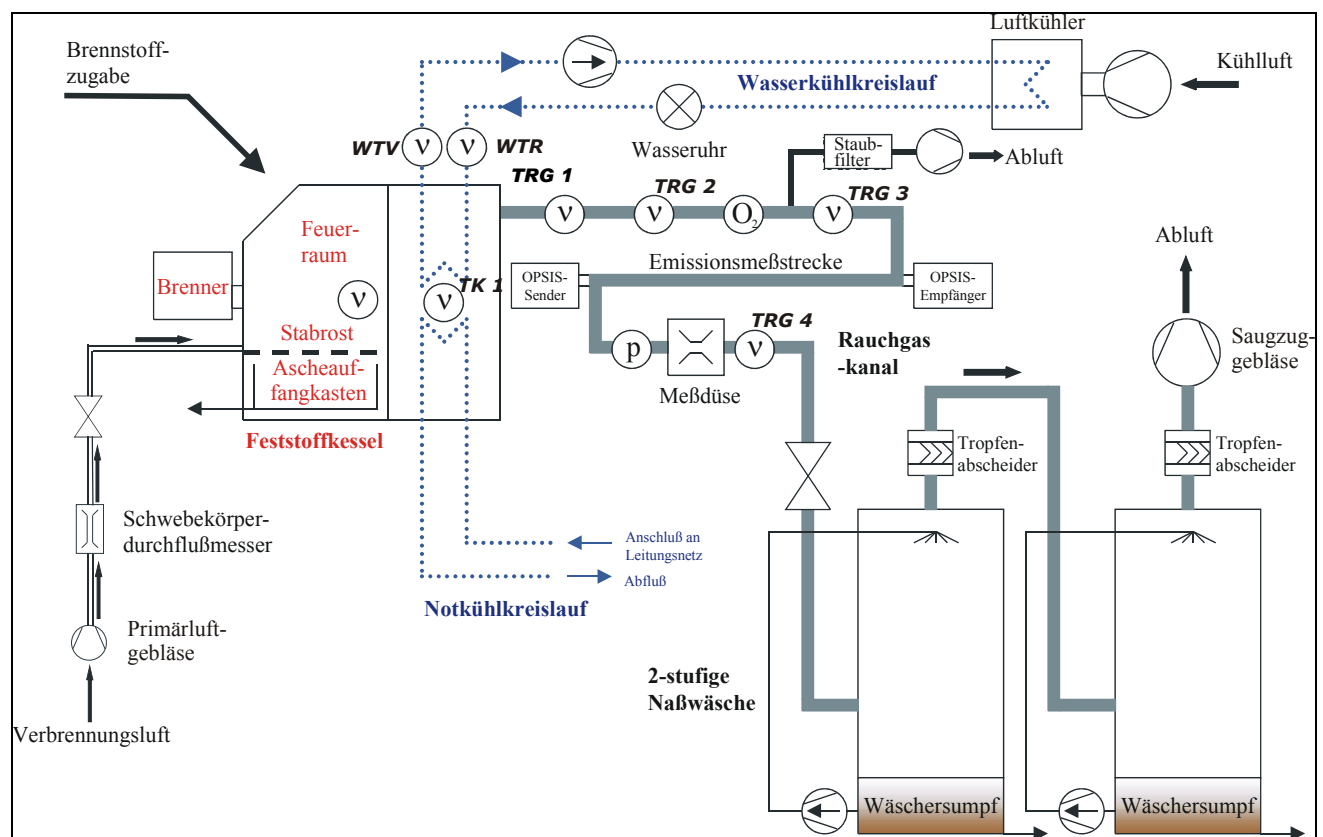 Luftkühler
Brennstoff-
zugabe
Kühlluft
Wasserkühlkreislauf
WTV
ν
ν
WTR
Wasseruhr
Staub-
filter
Abluft
TRG 1
TRG 2
TRG 3
ν
ν
O₂
ν
Feuer-
raum
Abluft
Emissionsmeßstrecke
Brenner
ν
ν
TK 1
OPSIS-
Sender
OPSIS-
Empfänger
Stabrost
TRG 4
p
ν
Rauchgas
-kanal
Saugzug-
gebläse
Ascheauf-
fangkasten
Meßdüse
Feststoffkessel
Tropfen-
abscheider
Tropfen-
abscheider
Schwebekörper-
durchflußmesser
Anschluß an
Leitungsnetz
Abfluß
Notkühlkreislauf
Primärluft-
gebläse
2-stufige
Naßwäsche
Verbrennungsluft
Wäschersumpf
Wäschersumpf